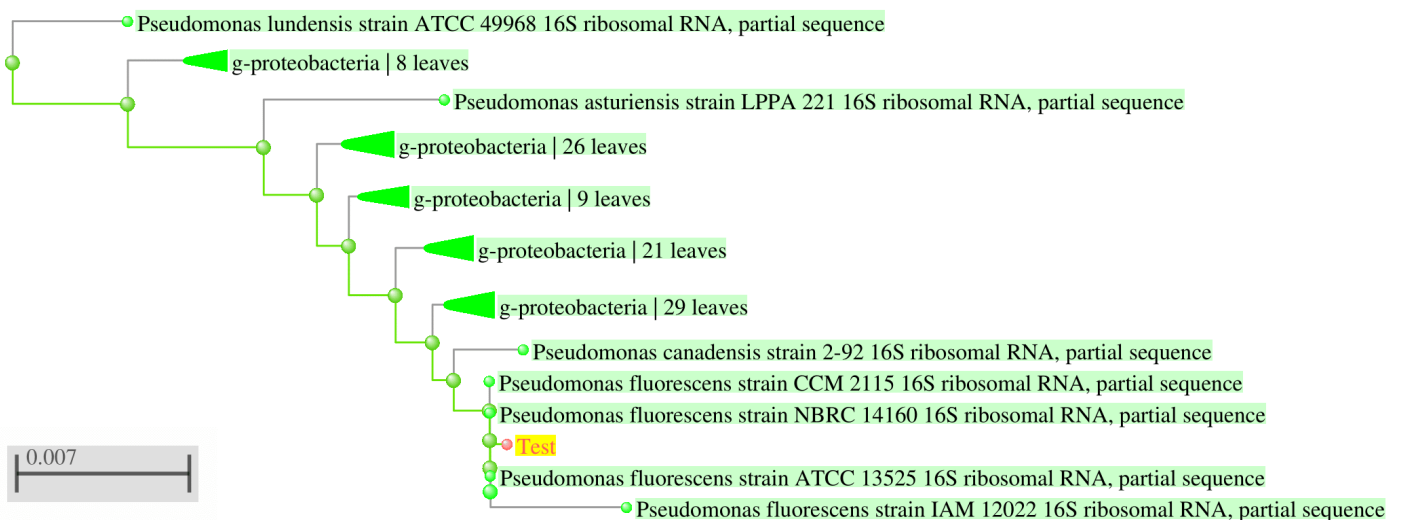 Pseudomonas lundensis strain ATCC 49968 16S ribosomal RNA, partial sequence
g-proteobacteria | 8 leaves
Pseudomonas asturiensis strain LPPA 221 16S ribosomal RNA, partial sequence
g-proteobacteria | 26 leaves
g-proteobacteria | 9 leaves
g-proteobacteria | 21 leaves
g-proteobacteria | 29 leaves
Pseudomonas canadensis strain 2-92 16S ribosomal RNA, partial sequence
Pseudomonas fluorescens strain CCM 2115 16S ribosomal RNA, partial sequence
Pseudomonas fluorescens strain NBRC 14160 16S ribosomal RNA, partial sequence
Test
0.007
Pseudomonas fluorescens strain ATCC 13525 16S ribosomal RNA, partial sequence
Pseudomonas fluorescens strain IAM 12022 16S ribosomal RNA, partial sequence